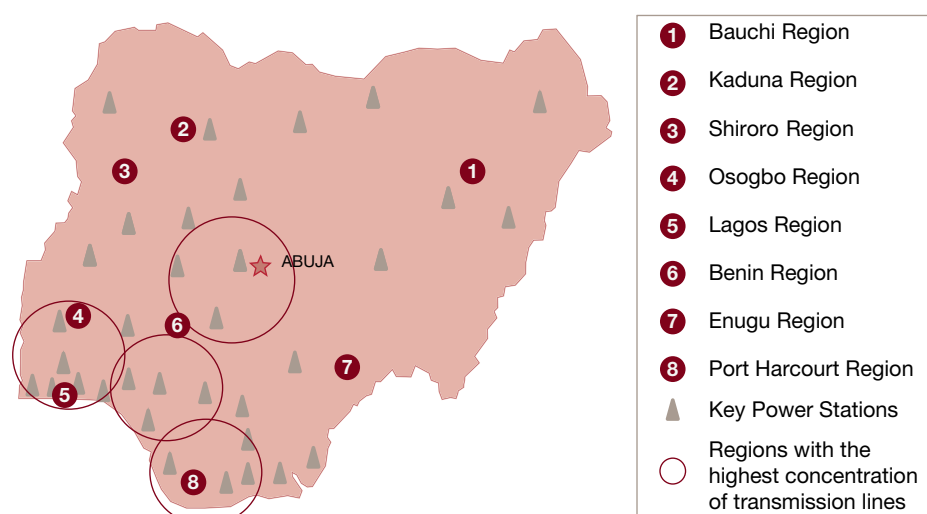 2
3
1
ABUJA
4
6
7
5
8
1 Bauchi Region
2 Kaduna Region
3 Shiroro Region
4 Osogbo Region
5 Lagos Region
6 Benin Region
7 Enugu Region
8 Port Harcourt Region
Key Power Stations
Regions with the
highest concentration
of transmission lines